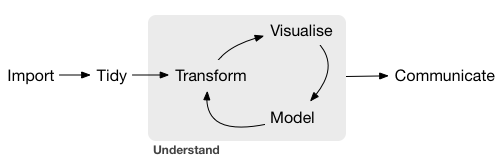 Import
Tidy
Transform
Visualise
Model
Communicate
Understand